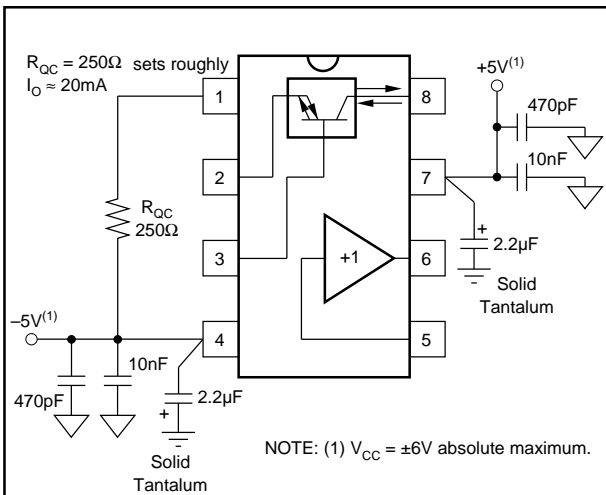 R_QC = 250Ω sets roughly
I_O ≈ 20mA
+5V(1)
1
8
470pF
2
7
10nF
R_QC
250Ω
+
2.2µF
3
+1
6
Solid
Tantalum
–5V(1)
4
5
10nF
470pF
2.2µF
+
Solid
Tantalum
NOTE: (1) V_CC = ±6V absolute maximum.